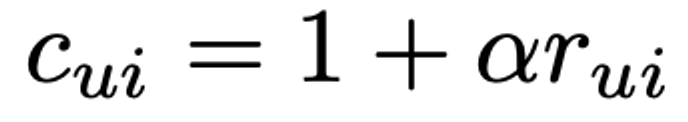 c_{ui} = 1 + αr_{ui}